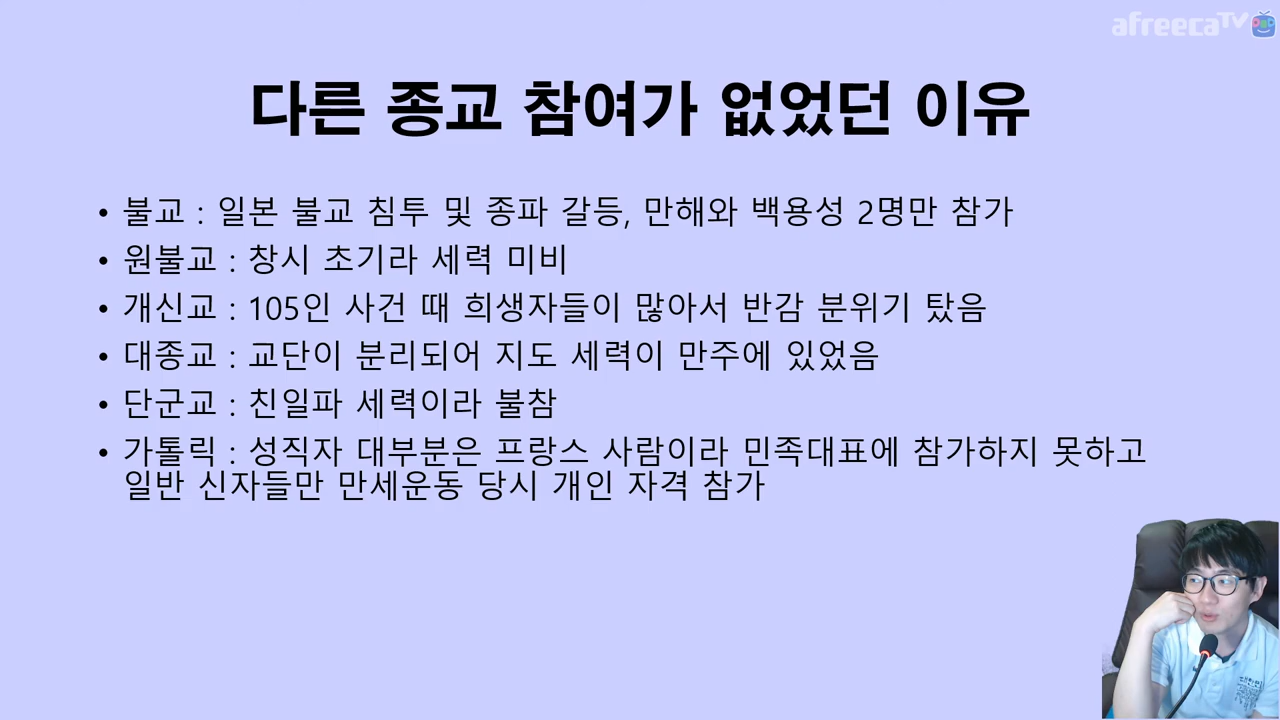 afreecaTV
다른 종교 참여가 없었던 이유
• 불교 : 일본 불교 침투 및 종파 갈등, 만해와 백용성 2명만 참가
• 원불교 : 창시 초기라 세력 미비
• 개신교 : 105인 사건 때 희생자들이 많아서 반감 분위기 탔음
• 대종교 : 교단이 분리되어 지도 세력이 만주에 있었음
• 단군교 : 친일파 세력이라 불참
• 가톨릭 : 성직자 대부분은 프랑스 사람이라 민족대표에 참가하지 못하고
일반 신자들만 만세운동 당시 개인 자격 참가